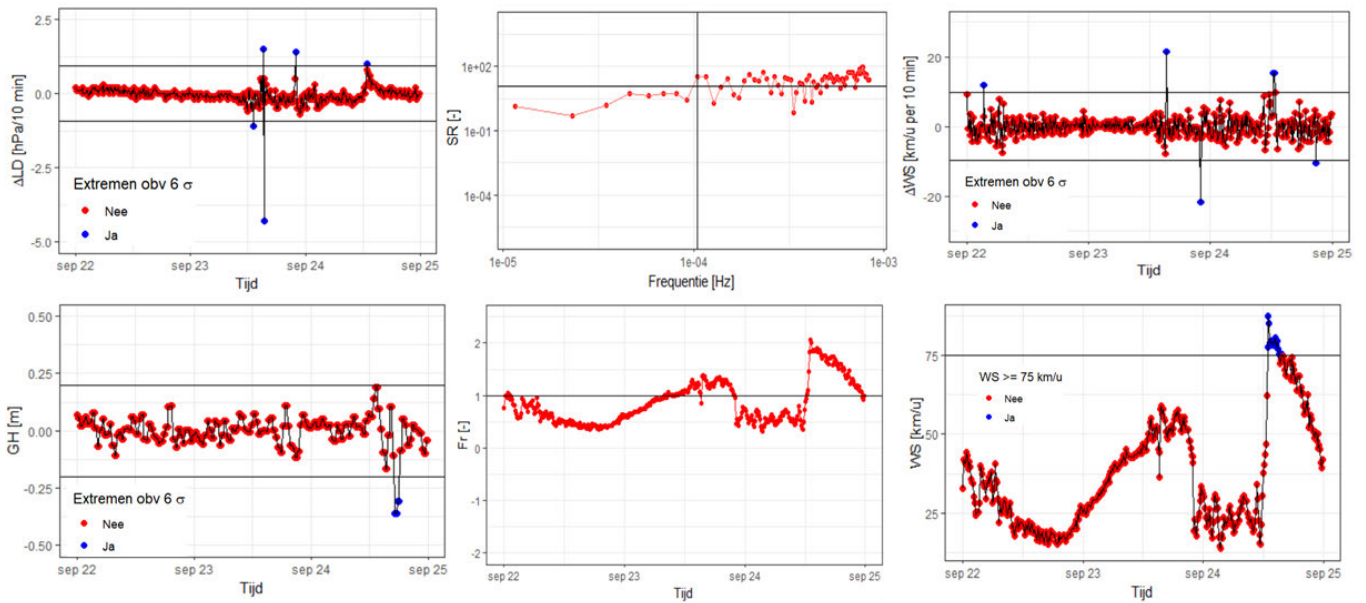 2.5
0.0
-2.5
-5.0
ΔLD [hPa/10 min]
Extremen obv 6 σ
Nee
Ja
sep 22
sep 23
sep 24
sep 25
Tijd
1e+02
1e-01
1e-04
SR [-]
1e-05
1e-04
1e-03
Frequentie [Hz]
20
0
-20
ΔWS [km/u per 10 min]
Extremen obv 6 σ
Nee
Ja
sep 22
sep 23
sep 24
sep 25
Tijd
0.50
0.25
0.00
-0.25
-0.50
GH [m]
Extremen obv 6 σ
Nee
Ja
sep 22
sep 23
sep 24
sep 25
Tijd
2
1
0
-1
-2
Fr [-]
sep 22
sep 23
sep 24
sep 25
Tijd
75
50
25
WS [km/u]
WS >= 75 km/u
Nee
Ja
sep 22
sep 23
sep 24
sep 25
Tijd